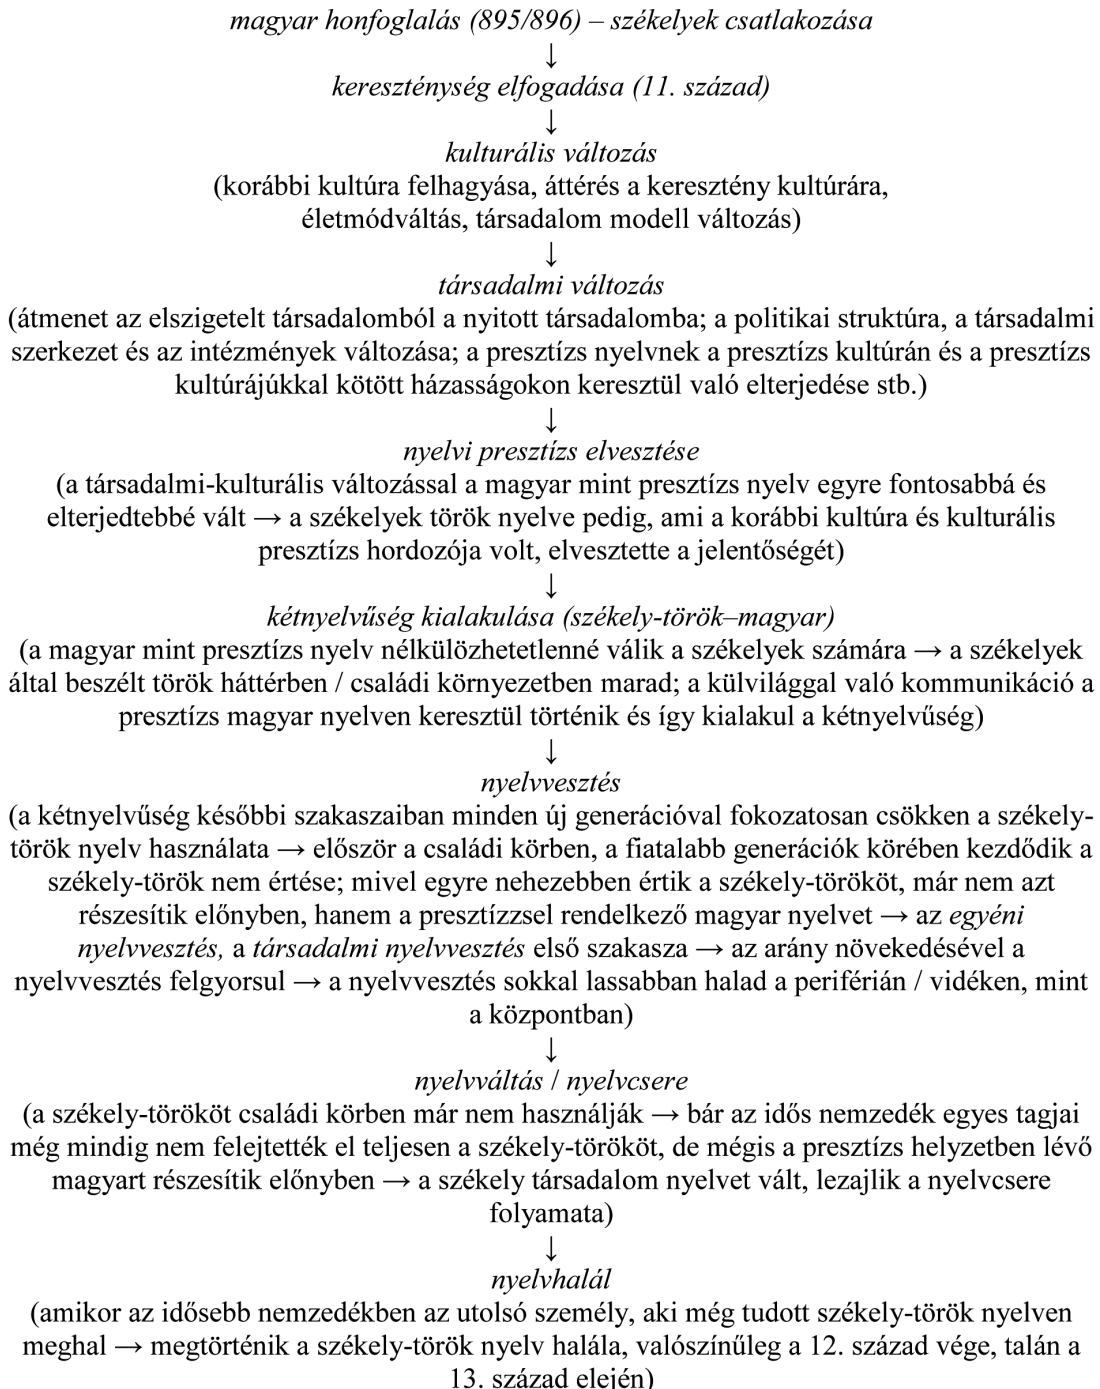 magyar honfoglalás (895/896) – székelyek csatlakozása
↓
kereszténység elfogadása (11. század)
↓
kulturális változás
(korábbi kultúra felhagyása, áttérés a keresztény kultúrára,
életmódváltás, társadalom modell változás)
↓
társadalmi változás
(átmenet az elszigetelt társadalomból a nyitott társadalomba; a politikai struktúra, a társadalmi
szerkezet és az intézmények változása; a presztízs nyelvnek a presztízs kultúrán és a presztízs
kultúrájúkkal kötött házasságokon keresztül való elterjedése stb.)
↓
nyelvi presztízs elvesztése
(a társadalmi-kulturális változással a magyar mint presztízs nyelv egyre fontosabbá és
elterjedtebbé vált → a székelyek török nyelve pedig, ami a korábbi kultúra és kulturális
presztízs hordozója volt, elvesztette a jelentőségét)
↓
kétnyelvűség kialakulása (székely-török–magyar)
(a magyar mint presztízs nyelv nélkülözhetetlenné válik a székelyek számára → a székelyek
által beszélt török háttérben / családi környezetben marad; a külvilággal való kommunikáció a
presztízs magyar nyelven keresztül történik és így kialakul a kétnyelvűség)
↓
nyelvvesztés
(a kétnyelvűség későbbi szakaszaiban minden új generációval fokozatosan csökken a székely-
török nyelv használata → először a családi körben, a fiatalabb generációk körében kezdődik a
székely-török nem értése; mivel egyre nehezebben értik a székely-törököt, már nem azt
részesítik előnyben, hanem a presztízzsel rendelkező magyar nyelvet → az egyéni
nyelvvesztés, a társadalmi nyelvvesztés első szakasza → az arány növekedésével a
nyelvvesztés felgyorsul → a nyelvvesztés sokkal lassabban halad a periférián / vidéken, mint
a központban)
↓
nyelvváltás / nyelvcsere
(a székely-törököt családi körben már nem használják → bár az idős nemzedék egyes tagjai
még mindig nem felejtették el teljesen a székely-törököt, de mégis a presztízs helyzetben lévő
magyart részesítik előnyben → a székely társadalom nyelvet vált, lezajlik a nyelvcsere
folyamata)
↓
nyelvhalál
(amikor az idősebb nemzedékben az utolsó személy, aki még tudott székely-török nyelven
meghal → megtörténik a székely-török nyelv halála, valószínűleg a 12. század vége, talán a
13. század elején)